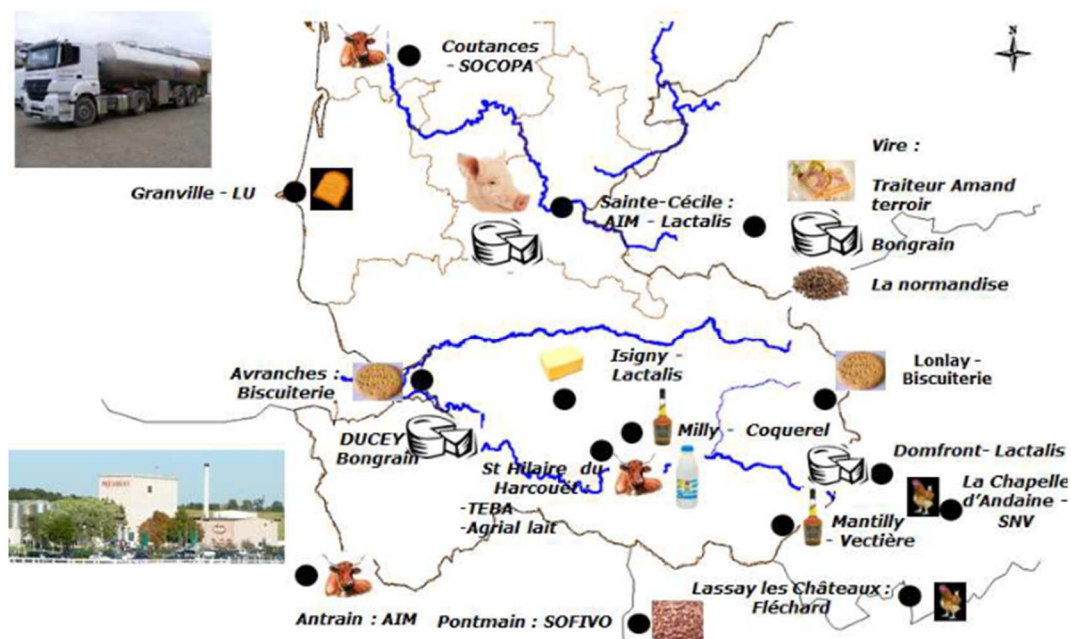 N
Coutances
- SOCOPA
Vire :
Granville - LU
Traiteur Amand
terroir
Sainte-Cécile :
AIM - Lactalis
Bongrain
La normandise
Isigny -
Lactalis
Lonlay -
Biscuiterie
Avranches :
Biscuiterie
DUCEY
Bongrain
Milly - Coquerel
Domfront- Lactalis
St Hilaire du
Harcouët :
-TEBA
-Agrial lait
La Chapelle
d'Andaine -
SNV
Mantilly
- Vectière
Lassay les Châteaux :
Fléchard
Antrain : AIM
Pontmain : SOFIVO